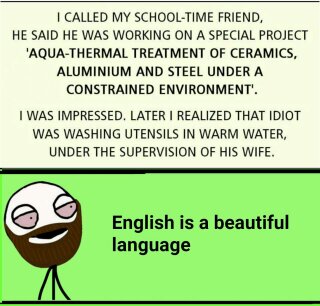 I CALLED MY SCHOOL-TIME FRIEND,
HE SAID HE WAS WORKING ON A SPECIAL PROJECT
'AQUA-THERMAL TREATMENT OF CERAMICS,
ALUMINIUM AND STEEL UNDER A
CONSTRAINED ENVIRONMENT'.
I WAS IMPRESSED. LATER I REALIZED THAT IDIOT
WAS WASHING UTENSILS IN WARM WATER,
UNDER THE SUPERVISION OF HIS WIFE.
English is a beautiful
language